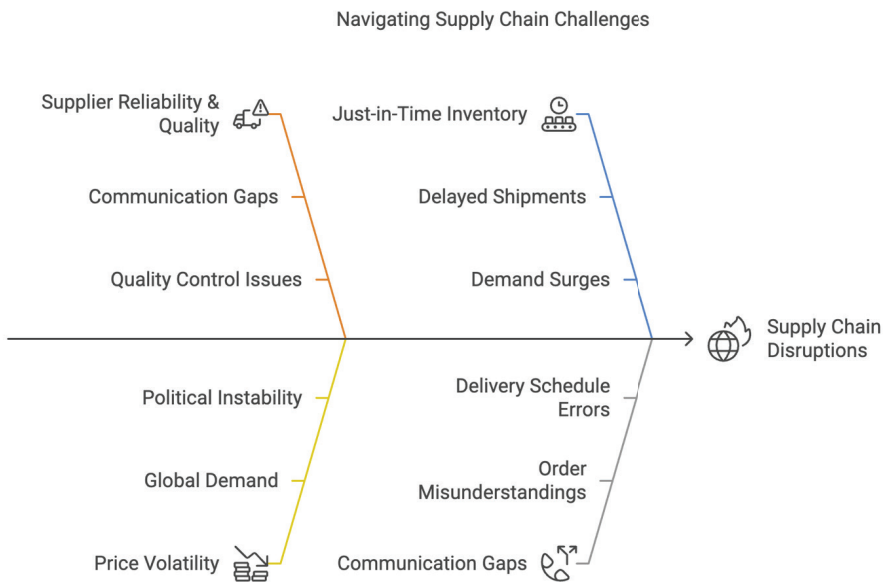 Navigating Supply Chain Challenges
Supplier Reliability &
Quality
Just-in-Time Inventory
Communication Gaps
Delayed Shipments
Quality Control Issues
Demand Surges
Supply Chain
Disruptions
Political Instability
Delivery Schedule
Errors
Global Demand
Order
Misunderstandings
Price Volatility
Communication Gaps